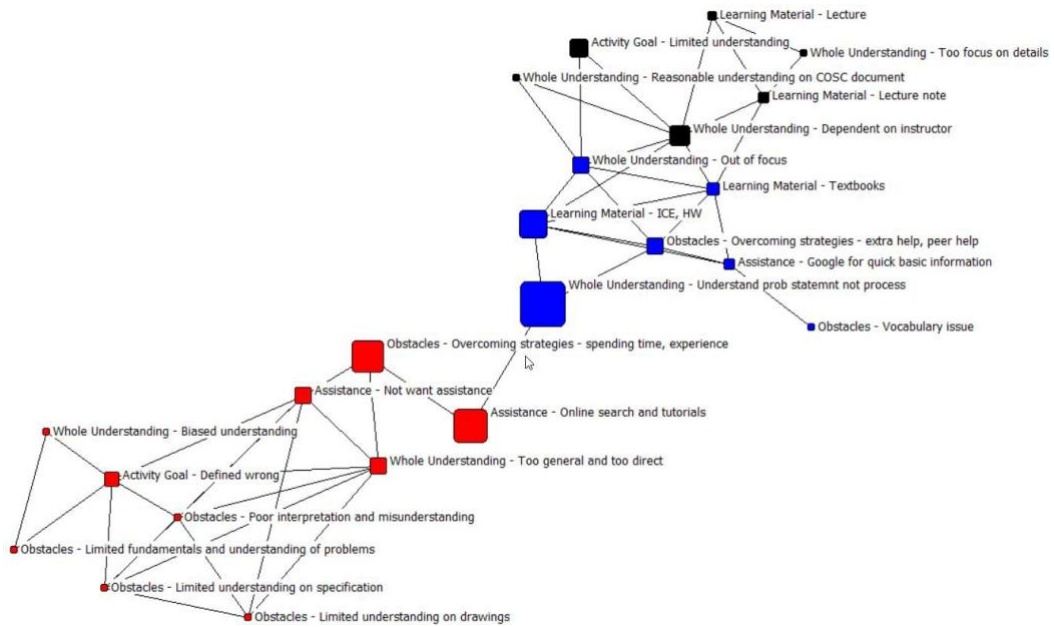 Learning Material - Lecture
Activity Goal - Limited understanding
Whole Understanding - Too focus on details
Whole Understanding - Reasonable understanding on COSC document
Learning Material - Lecture note
Whole Understanding - Dependent on instructor
Whole Understanding - Out of focus
Learning Material - Textbooks
Learning Material - ICE, HW
Obstacles - Overcoming strategies - extra help, peer help
Assistance - Google for quick basic information
Whole Understanding - Understand prob statemnt not process
Obstacles - Vocabulary issue
Obstacles - Overcoming strategies - spending time, experience
Assistance - Not want assistance
Assistance - Online search and tutorials
Whole Understanding - Biased understanding
Whole Understanding - Too general and too direct
Activity Goal - Defined wrong
Obstacles - Poor interpretation and misunderstanding
Obstacles - Limited fundamentals and understanding of problems
Obstacles - Limited understanding on specification
Obstacles - Limited understanding on drawings